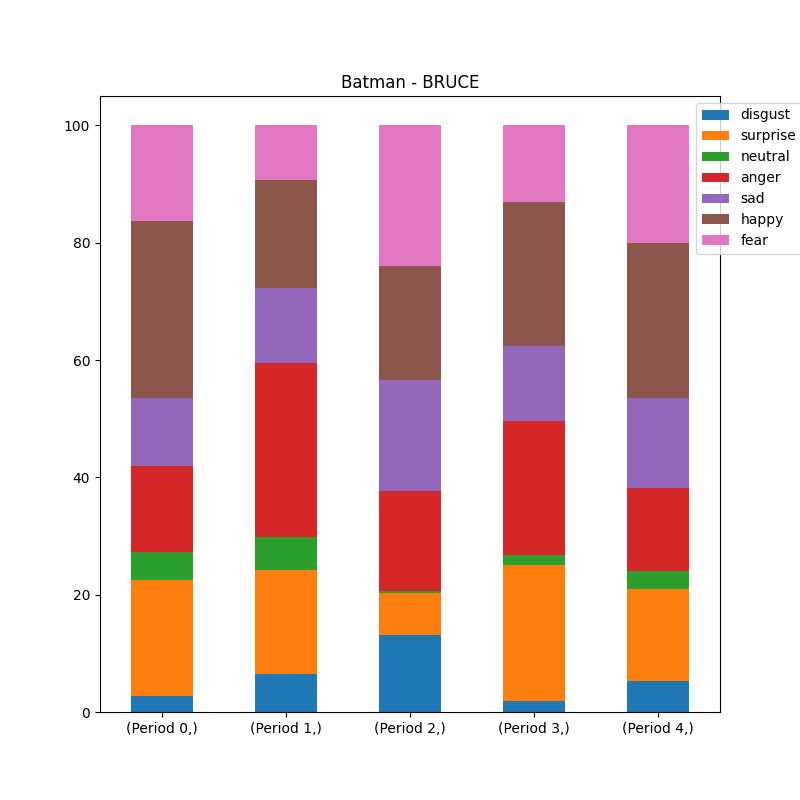 Batman - BRUCE
100
80
60
40
20
0
(Period 0,) (Period 1,) (Period 2,) (Period 3,) (Period 4,)
disgust
surprise
neutral
anger
sad
happy
fear